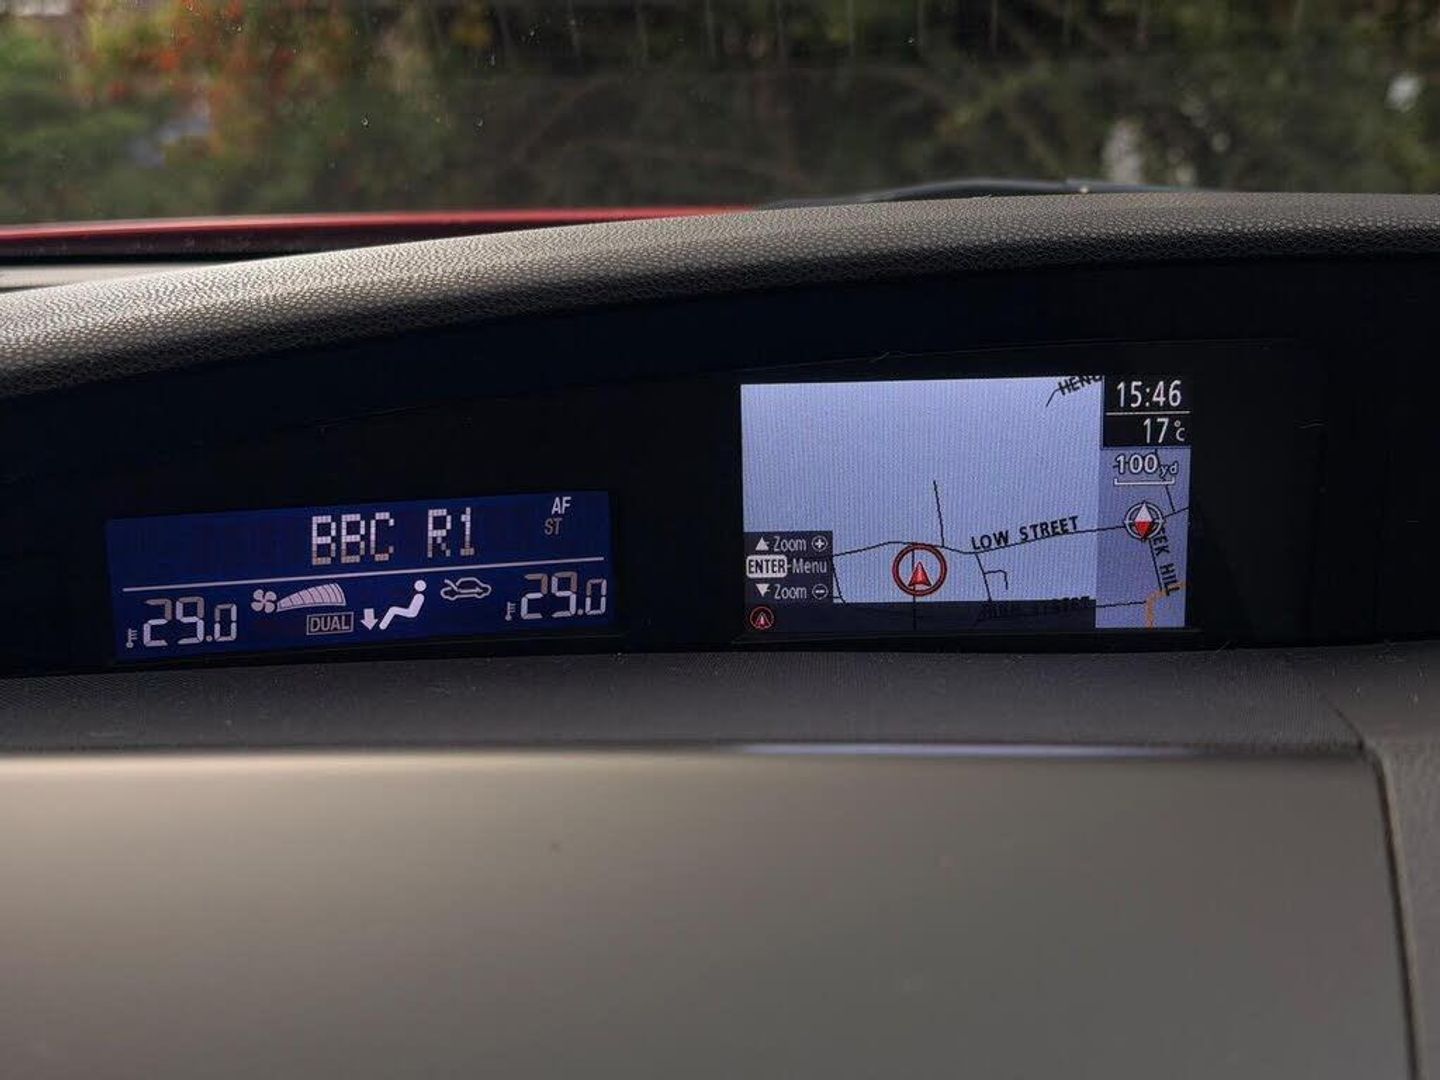 BBC R1
AF
ST
29.0
DUAL
29.0
15:46
17°C
100yd
LOW STREET
HILL
Zoom
ENTER-Menu
Zoom